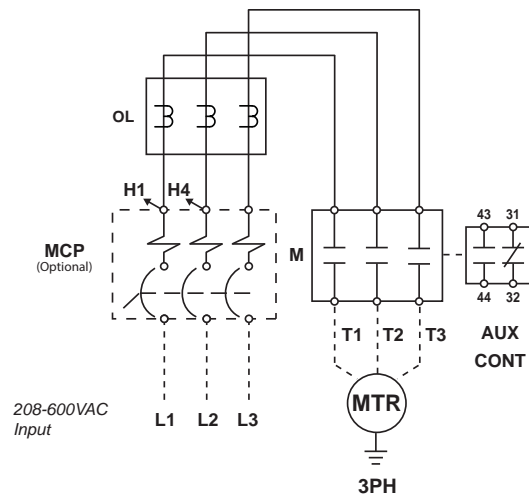 OL
H1 H4
MCP
(Optional)
M
43 31
44 32
AUX
CONT
T1 T2 T3
208-600VAC
Input
L1 L2 L3
MTR
3PH